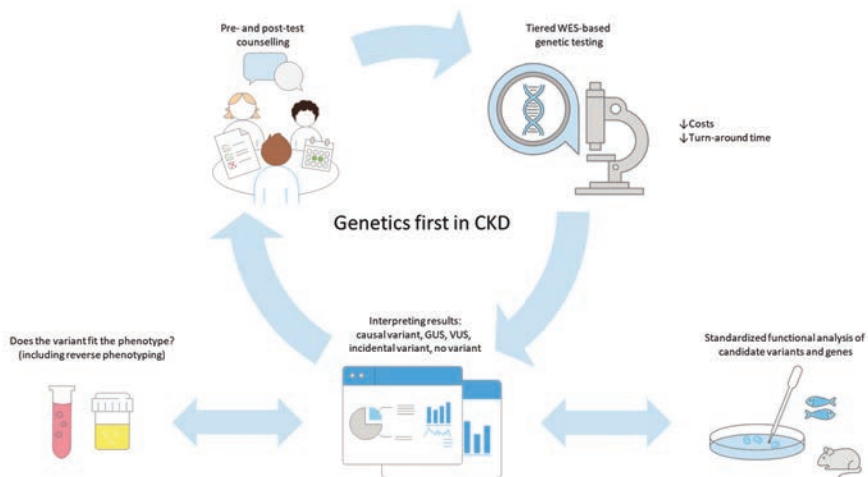 Pre- and post-test
counselling
Tiered WES-based
genetic testing
↓Costs
↓Turn-around time
Genetics first in CKD
Does the variant fit the phenotype?
(including reverse phenotyping)
Interpreting results:
causal variant, GUS, VUS,
incidental variant, no variant
Standardized functional analysis of
candidate variants and genes